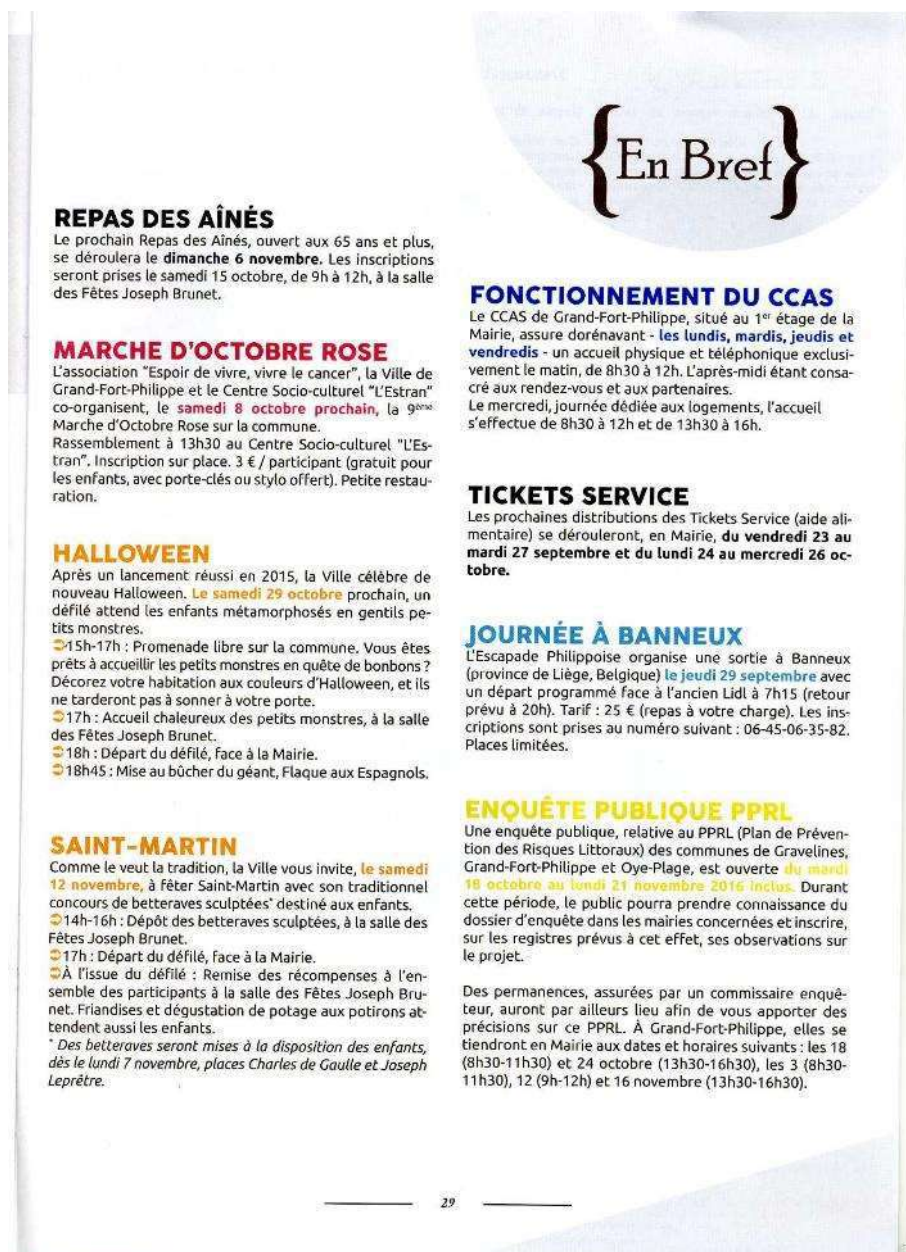 {En Bref}
REPAS DES AÎNÉS
Le prochain Repas des Aînés, ouvert aux 65 ans et plus,
se déroulera le dimanche 6 novembre. Les inscriptions
seront prises le samedi 15 octobre, de 9h à 12h, à la salle
des Fêtes Joseph Brunet.
MARCHE D'OCTOBRE ROSE
L'association "Espoir de vivre, vivre le cancer", la Ville de
Grand-Fort-Philippe et le Centre Socio-culturel "L'Estran"
co-organisent, le samedi 8 octobre prochain, la 9ème
Marche d'Octobre Rose sur la commune.
Rassemblement à 13h30 au Centre Socio-culturel "L'Es-
tran". Inscription sur place. 3 € / participant (gratuit pour
les enfants, avec porte-clés ou stylo offert). Petite restau-
ration.
HALLOWEEN
Après un lancement réussi en 2015, la Ville célèbre de
nouveau Halloween. Le samedi 29 octobre prochain, un
défilé attend les enfants métamorphosés en gentils pe-
tits monstres.
➲15h-17h : Promenade libre sur la commune. Vous êtes
prêts à accueillir les petits monstres en quête de bonbons ?
Décorez votre habitation aux couleurs d'Halloween, et ils
ne tarderont pas à sonner à votre porte.
➲17h : Accueil chaleureux des petits monstres, à la salle
des Fêtes Joseph Brunet.
➲18h : Départ du défilé, face à la Mairie.
➲18h45 : Mise au bûcher du géant, Flaque aux Espagnols.
SAINT-MARTIN
Comme le veut la tradition, la Ville vous invite, le samedi
12 novembre, à fêter Saint-Martin avec son traditionnel
concours de betteraves sculptées* destiné aux enfants.
➲14h-16h : Dépôt des betteraves sculptées, à la salle des
Fêtes Joseph Brunet.
➲17h : Départ du défilé, face à la Mairie.
➲À l'issue du défilé : Remise des récompenses à l'en-
semble des participants à la salle des Fêtes Joseph Bru-
net. Friandises et dégustation de potage aux potirons at-
tendent aussi les enfants.
* Des betteraves seront mises à la disposition des enfants,
dès le lundi 7 novembre, places Charles de Gaulle et Joseph
Leprêtre.
FONCTIONNEMENT DU CCAS
Le CCAS de Grand-Fort-Philippe, situé au 1er étage de la
Mairie, assure dorénavant - les lundis, mardis, jeudis et
vendredis - un accueil physique et téléphonique exclusi-
vement le matin, de 8h30 à 12h. L'après-midi étant consa-
cré aux rendez-vous et aux partenaires.
Le mercredi, journée dédiée aux logements, l'accueil
s'effectue de 8h30 à 12h et de 13h30 à 16h.
TICKETS SERVICE
Les prochaines distributions des Tickets Service (aide ali-
mentaire) se dérouleront, en Mairie, du vendredi 23 au
mardi 27 septembre et du lundi 24 au mercredi 26 oc-
tobre.
JOURNÉE À BANNEUX
L'Escapade Philippoise organise une sortie à Banneux
(province de Liège, Belgique) le jeudi 29 septembre avec
un départ programmé face à l'ancien Lidl à 7h15 (retour
prévu à 20h). Tarif : 25 € (repas à votre charge). Les ins-
criptions sont prises au numéro suivant : 06-45-06-35-82.
Places limitées.
ENQUÊTE PUBLIQUE PPRL
Une enquête publique, relative au PPRL (Plan de Préven-
tion des Risques Littoraux) des communes de Gravelines,
Grand-Fort-Philippe et Oye-Plage, est ouverte du mardi
18 octobre au lundi 21 novembre 2016 inclus. Durant
cette période, le public pourra prendre connaissance du
dossier d'enquête dans les mairies concernées et inscrire,
sur les registres prévus à cet effet, ses observations sur
le projet.
Des permanences, assurées par un commissaire enquê-
teur, auront par ailleurs lieu afin de vous apporter des
précisions sur ce PPRL. À Grand-Fort-Philippe, elles se
tiendront en Mairie aux dates et horaires suivants : les 18
(8h30-11h30) et 24 octobre (13h30-16h30), les 3 (8h30-
11h30), 12 (9h-12h) et 16 novembre (13h30-16h30).
29